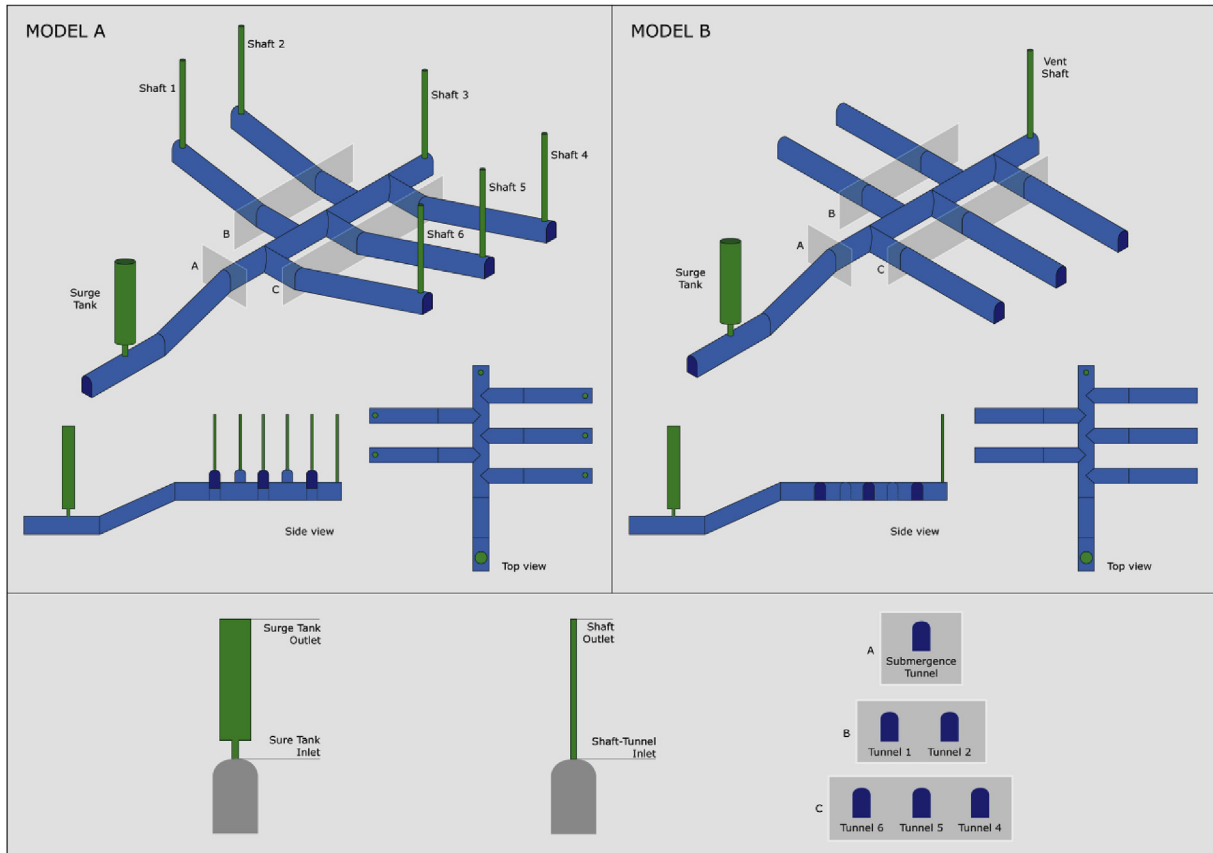 MODEL A
Shaft 2
Shaft 1
Shaft 3
Shaft 4
Shaft 5
B
Shaft 6
A
C
Surge
Tank
Side view
Top view
MODEL B
Vent
Shaft
B
A
C
Surge
Tank
Side view
Top view
Surge Tank
Outlet
Sure Tank
Inlet
Shaft
Outlet
Shaft-Tunnel
Inlet
A
Submergence
Tunnel
B
Tunnel 1
Tunnel 2
C
Tunnel 6
Tunnel 5
Tunnel 4